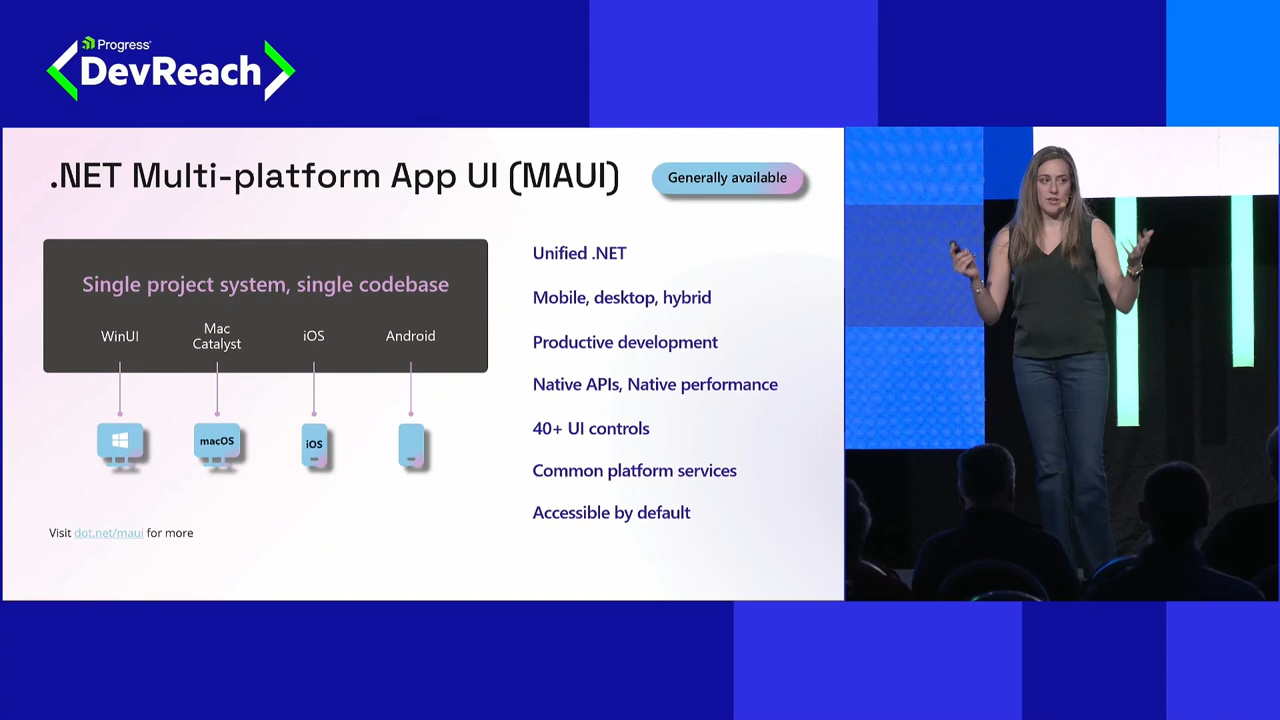 Progress
DevReach
.NET Multi-platform App UI (MAUI)
Generally available
Single project system, single codebase
WinUI
Mac
Catalyst
iOS
Android
macOS
iOS
Visit dot.net/maui for more
Unified .NET
Mobile, desktop, hybrid
Productive development
Native APIs, Native performance
40+ UI controls
Common platform services
Accessible by default